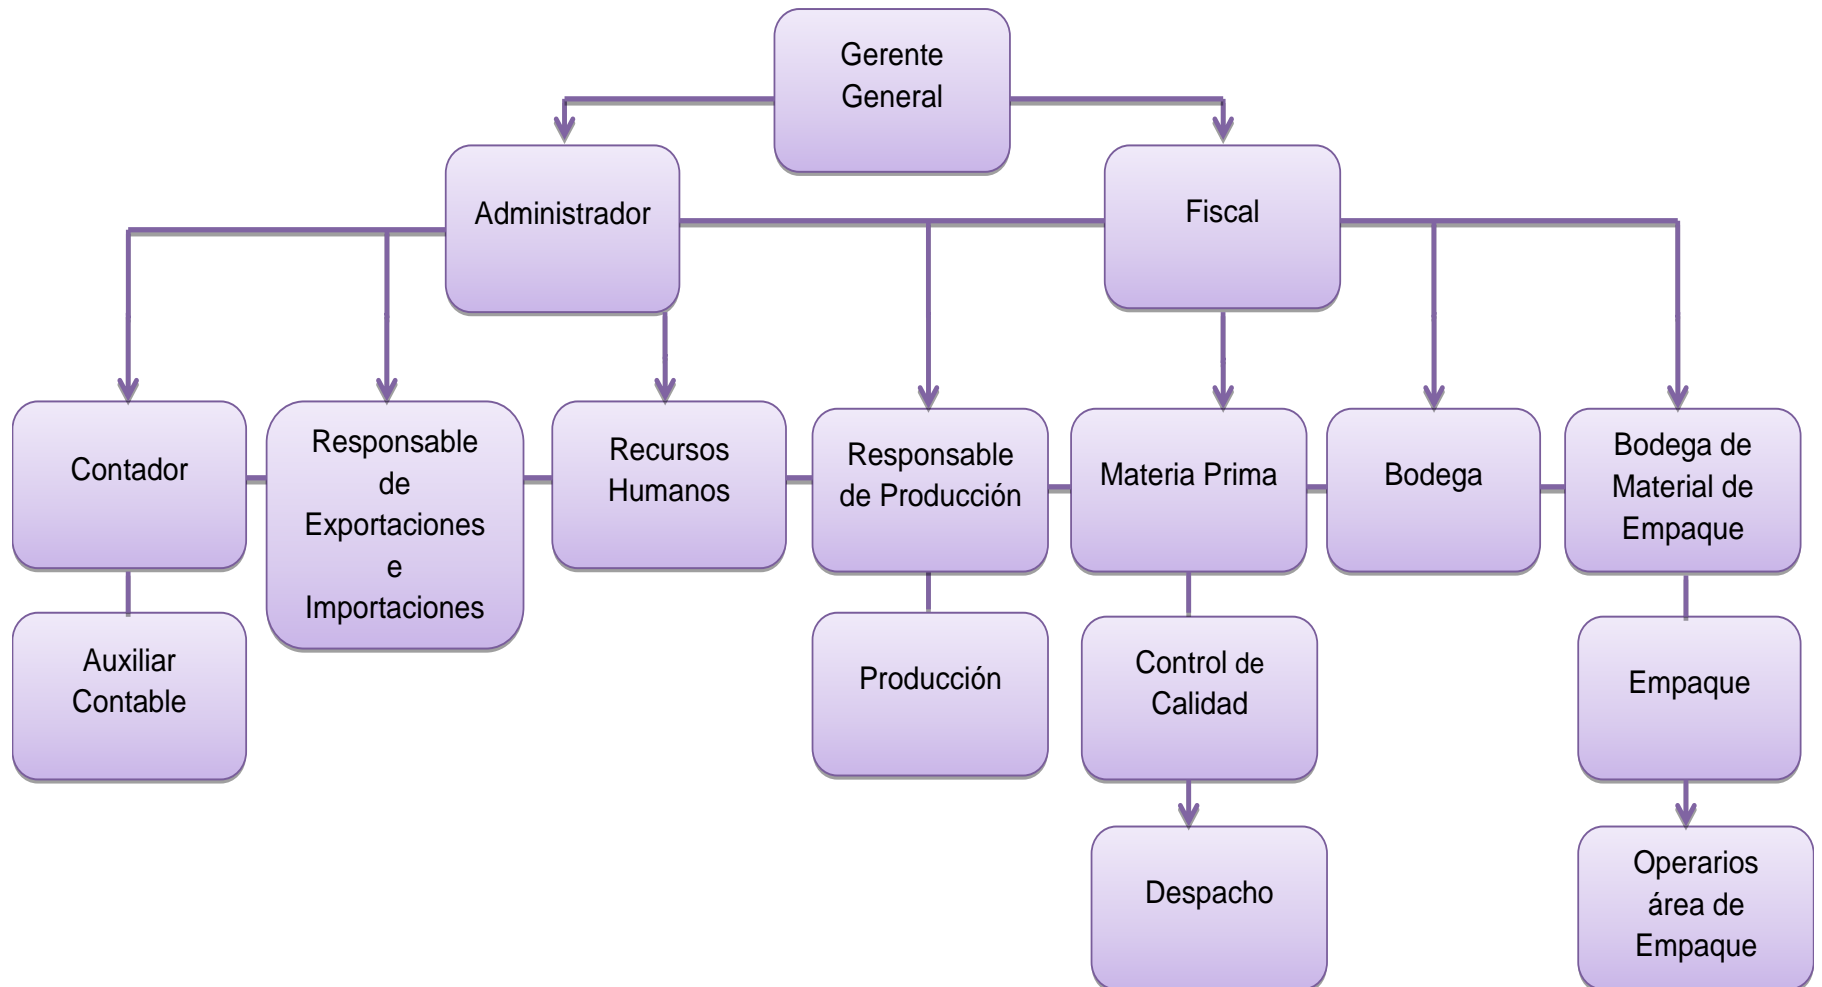 Gerente
General
Administrador
Fiscal
Contador
Responsable
de
Exportaciones
e
Importaciones
Recursos
Humanos
Responsable
de Producción
Materia Prima
Bodega
Bodega de
Material de
Empaque
Auxiliar
Contable
Producción
Control de
Calidad
Empaque
Despacho
Operarios
área de
Empaque